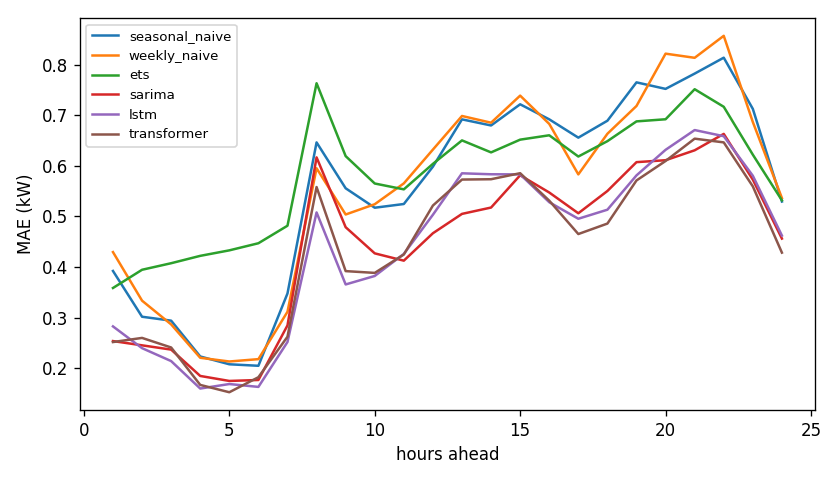 seasonal_naive
weekly_naive
ets
sarima
lstm
transformer
MAE (kW)
0.8
0.7
0.6
0.5
0.4
0.3
0.2
0 5 10 15 20 25
hours ahead